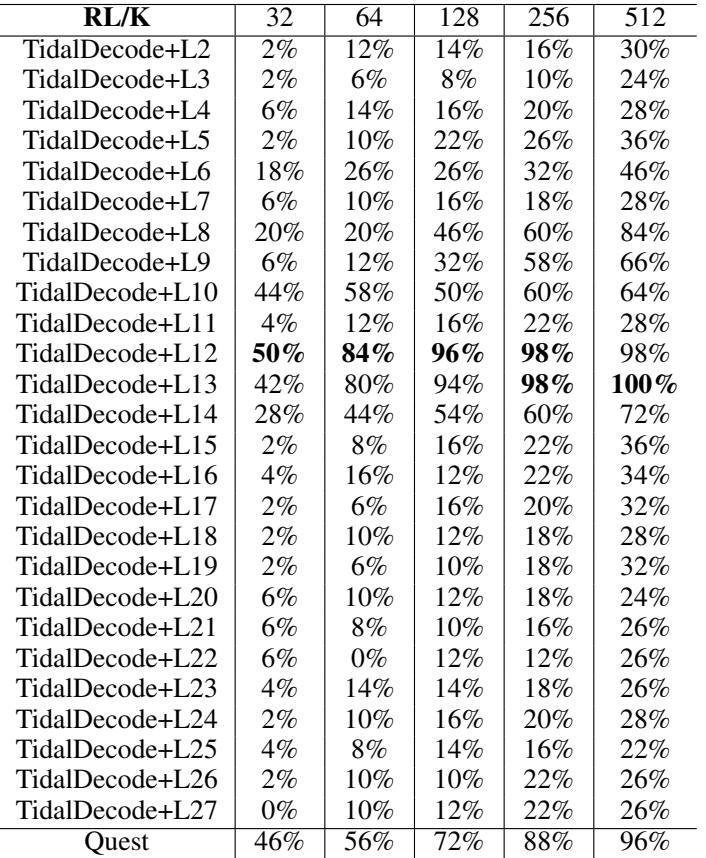 RL/K 32 64 128 256 512
TidalDecode+L2 2% 12% 14% 16% 30%
TidalDecode+L3 2% 6% 8% 10% 24%
TidalDecode+L4 6% 14% 16% 20% 28%
TidalDecode+L5 2% 10% 22% 26% 36%
TidalDecode+L6 18% 26% 26% 32% 46%
TidalDecode+L7 6% 10% 16% 18% 28%
TidalDecode+L8 20% 20% 46% 60% 84%
TidalDecode+L9 6% 12% 32% 58% 66%
TidalDecode+L10 44% 58% 50% 60% 64%
TidalDecode+L11 4% 12% 16% 22% 28%
TidalDecode+L12 50% 84% 96% 98% 98%
TidalDecode+L13 42% 80% 94% 98% 100%
TidalDecode+L14 28% 44% 54% 60% 72%
TidalDecode+L15 2% 8% 16% 22% 36%
TidalDecode+L16 4% 16% 12% 22% 34%
TidalDecode+L17 2% 6% 16% 20% 32%
TidalDecode+L18 2% 10% 12% 18% 28%
TidalDecode+L19 2% 6% 10% 18% 32%
TidalDecode+L20 6% 10% 12% 18% 24%
TidalDecode+L21 6% 8% 10% 16% 26%
TidalDecode+L22 6% 0% 12% 12% 26%
TidalDecode+L23 4% 14% 14% 18% 26%
TidalDecode+L24 2% 10% 16% 20% 28%
TidalDecode+L25 4% 8% 14% 16% 22%
TidalDecode+L26 2% 10% 10% 22% 26%
TidalDecode+L27 0% 10% 12% 22% 26%
Quest 46% 56% 72% 88% 96%